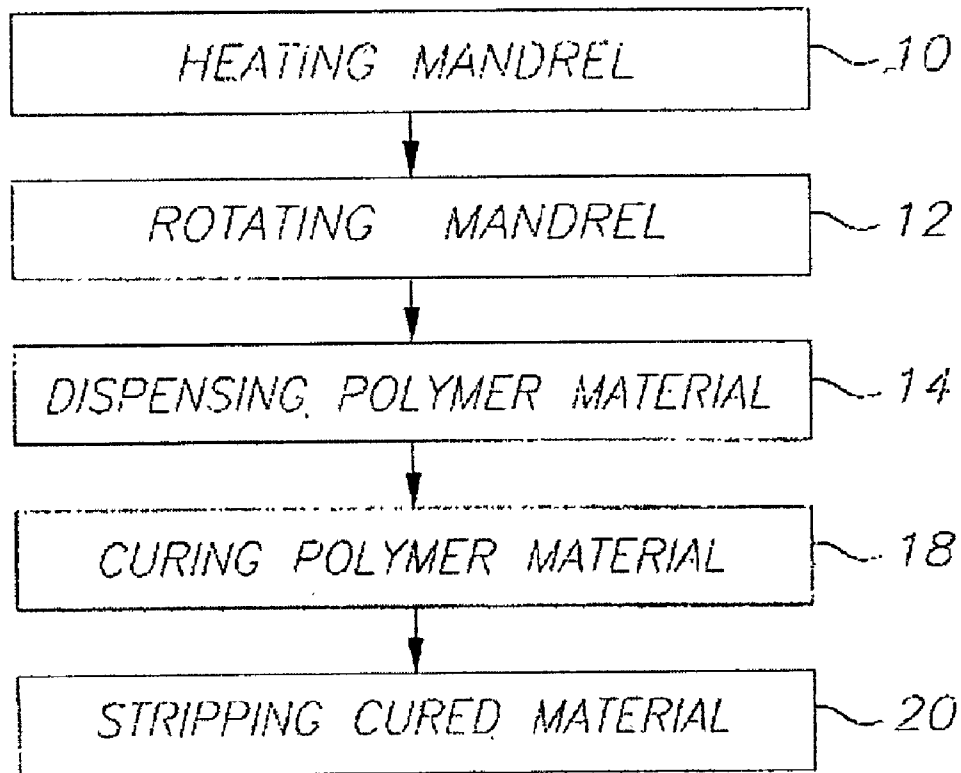 HEATING MANDREL 10
ROTATING MANDREL 12
DISPENSING POLYMER MATERIAL 14
CURING POLYMER MATERIAL 18
STRIPPING CURED MATERIAL 20